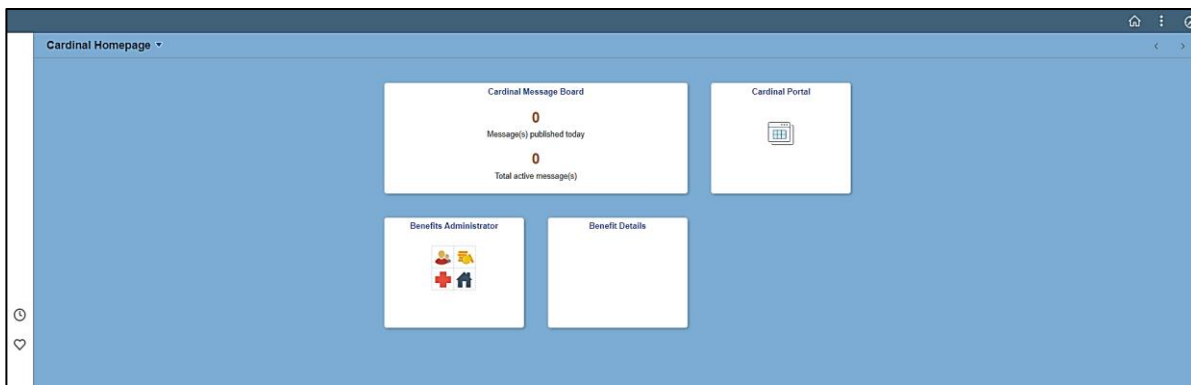 Cardinal Homepage
Cardinal Message Board
0
Message(s) published today
0
Total active message(s)
Cardinal Portal
Benefits Administrator
Benefit Details